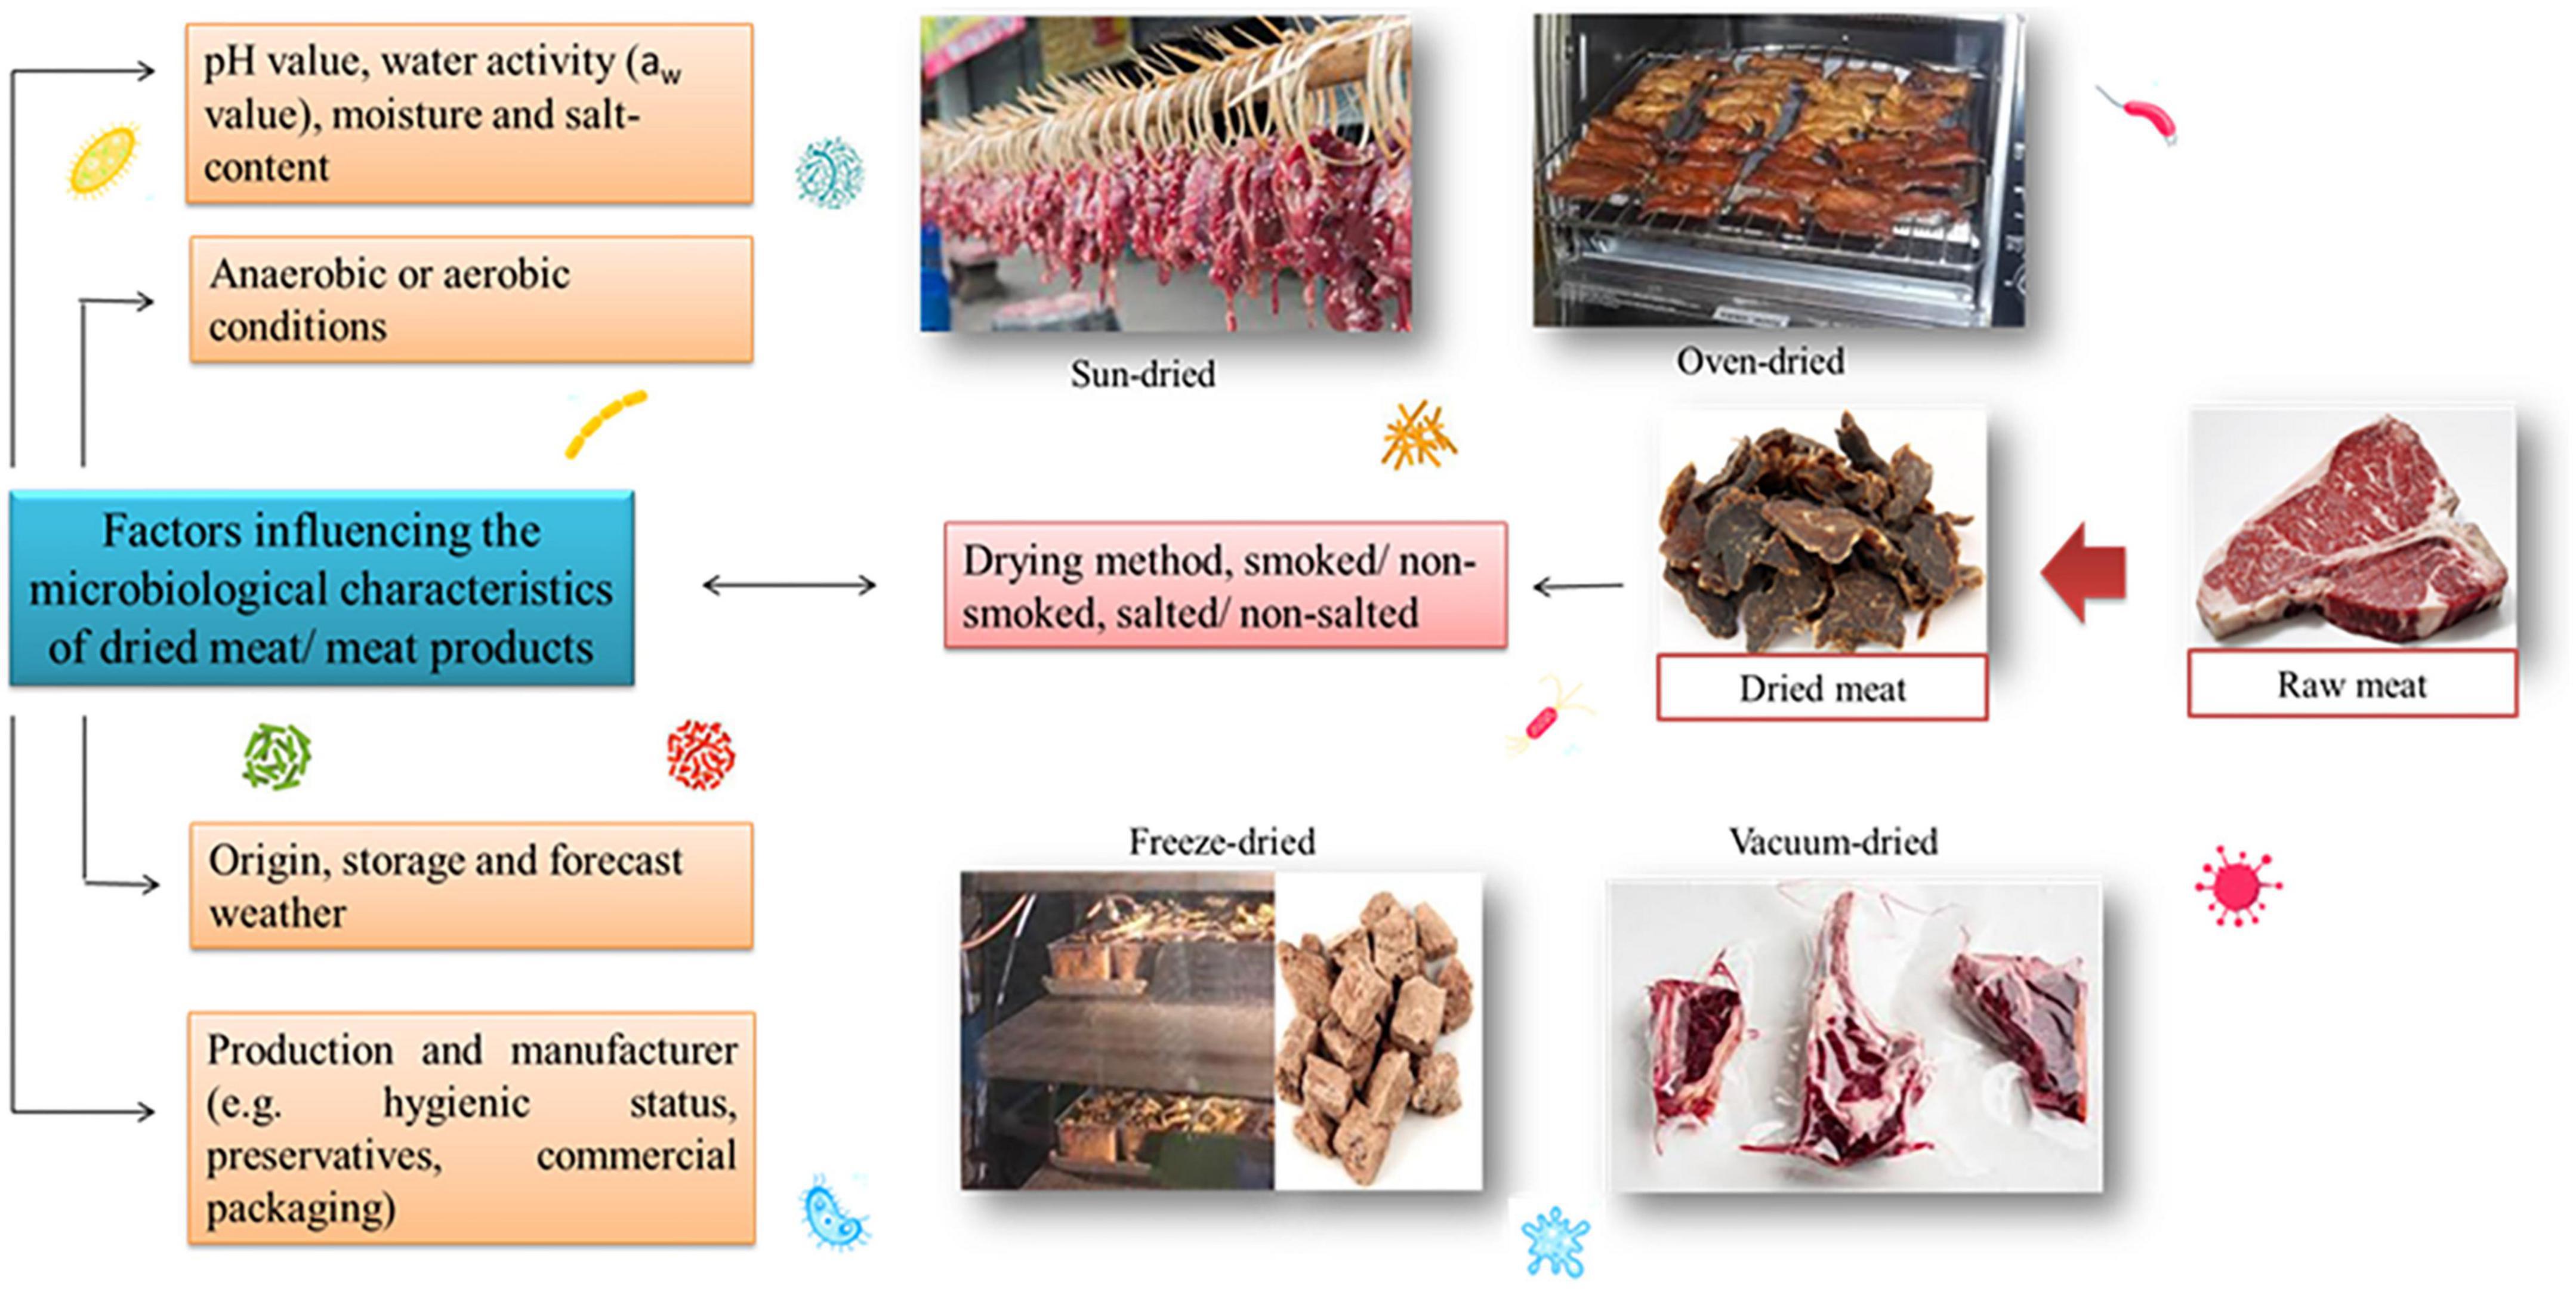 pH value, water activity (aw
value), moisture and salt-
content
Anaerobic or aerobic
conditions
Sun-dried
Oven-dried
Factors influencing the
microbiological characteristics
of dried meat/ meat products
Drying method, smoked/ non-
smoked, salted/ non-salted
Dried meat
Raw meat
Origin, storage and forecast
weather
Production and manufacturer
(e.g. hygienic status,
preservatives, commercial
packaging)
Freeze-dried
Vacuum-dried